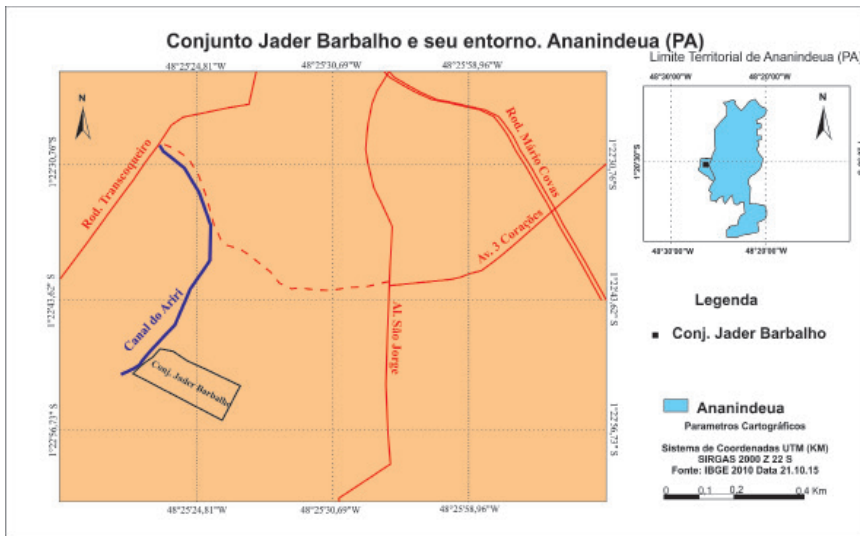 Conjunto Jader Barbalho e seu entorno. Ananindeua (PA)
48°25'24,81"W
48°25'30,69"W
48°25'58,96"W
N
1°22'30,76"S
1°22'43,62" S
1°22'56,73" S
Rod. Transcoqueiro
Canal do Ariri
Conj. Jader Barbalho
Al. São Jorge
Av. 3 Corações
Rod. Mário Covas
1°22'30,76"S
1°22'43,62" S
1°22'56,73" S
48°25'24,81"W
48°25'30,69"W
48°25'58,96"W
Límite Territorial de Ananindeua (PA)
48°30'00"W
48°20'00"W
N
1°20'30"S
48°30'00"W
48°20'00"W
Legenda
Conj. Jader Barbalho
Ananindeua
Parametros Cartográficos
Sistema de Coordenadas UTM (KM)
SIRGAS 2000 Z 22 S
Fonte: IBGE 2010 Data 21.10.15
0 0.1 0,2 0.4 Km